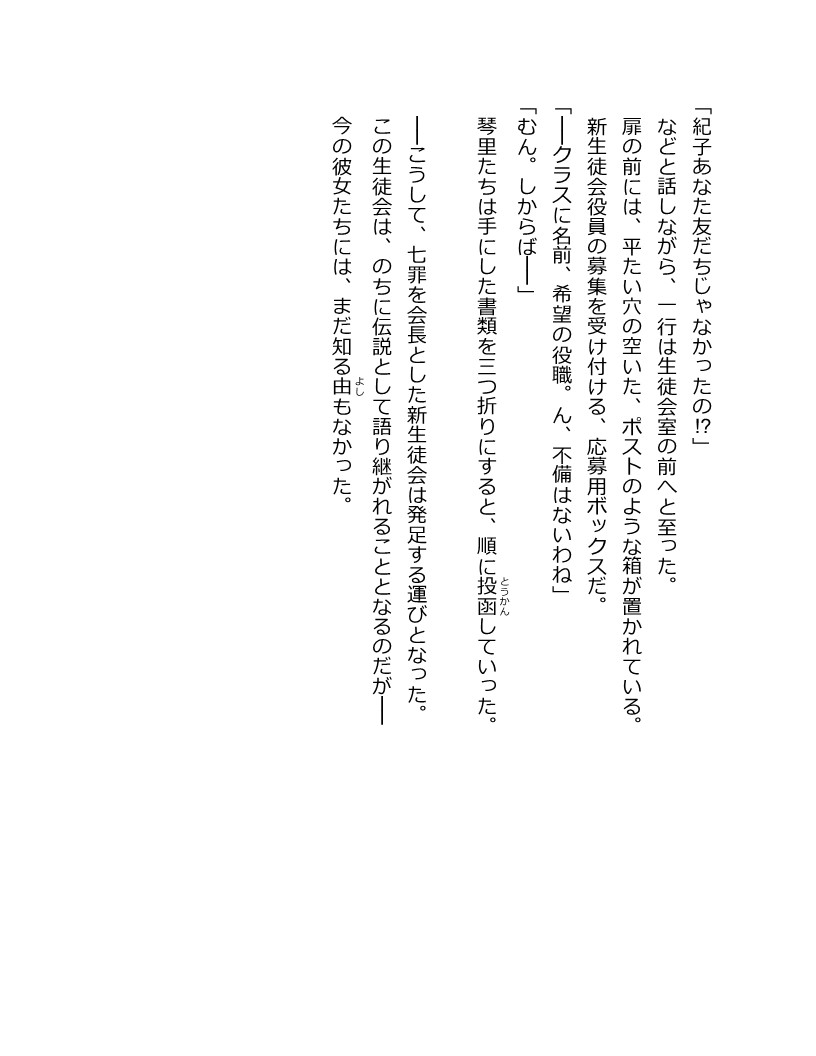 「紀子あなた友だちじゃなかったの!?」
などと話しながら、一行は生徒会室の前へと至った。
扉の前には、平たい穴の空いた、ポストのような箱が置かれている。
新生徒会役員の募集を受け付ける、応募用ボックスだ。
「――クラスに名前、希望の役職。ん、不備はないわね」
「むん。しからば――」
琴里たちは手にした書類を三つ折りにすると、順に投函していった。
とうかん
――こうして、七罪を会長とした新生徒会は発足する運びとなった。
この生徒会は、のちに伝説として語り継がれることとなるのだが――
今の彼女たちには、まだ知る由もなかった。
よし